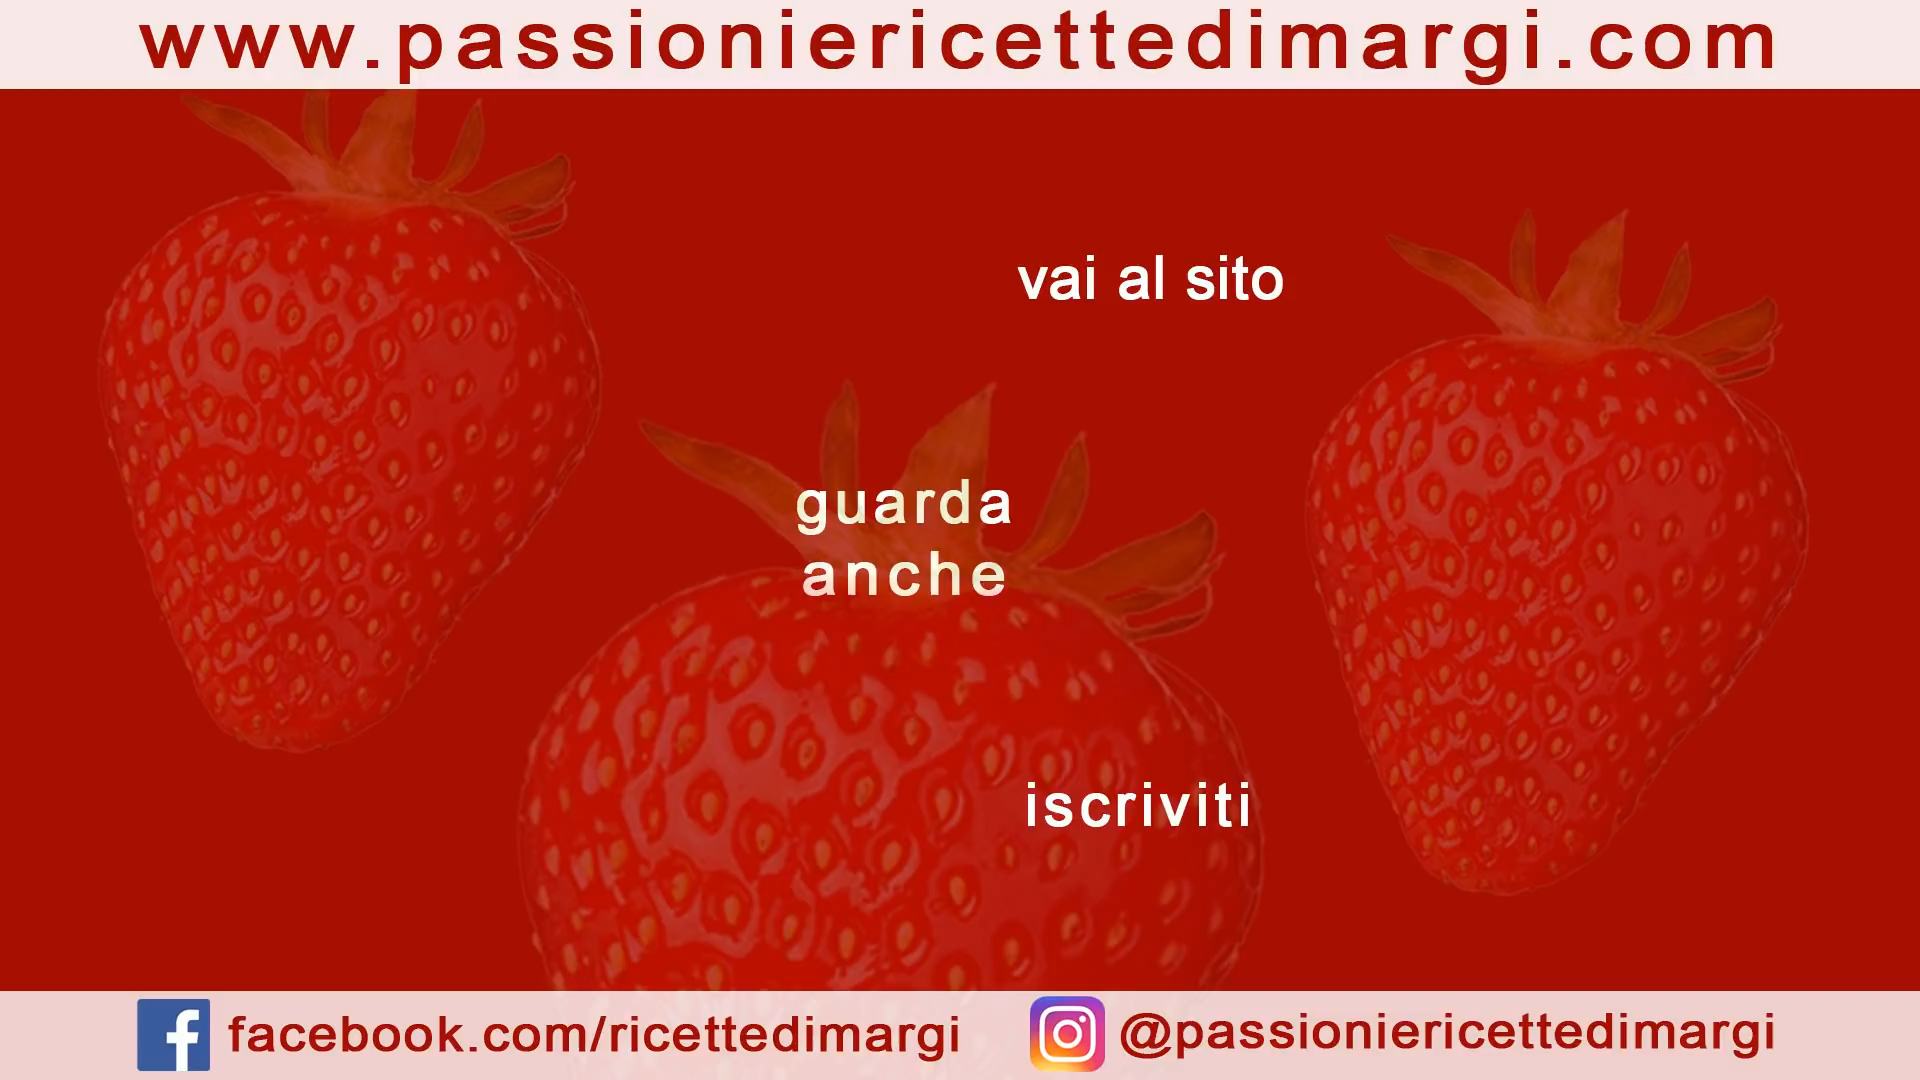 www.passioniericettedimargi.com
vai al sito
guarda
anche
iscriviti
facebook.com/ricettedimargi
@passioniericettedimargi